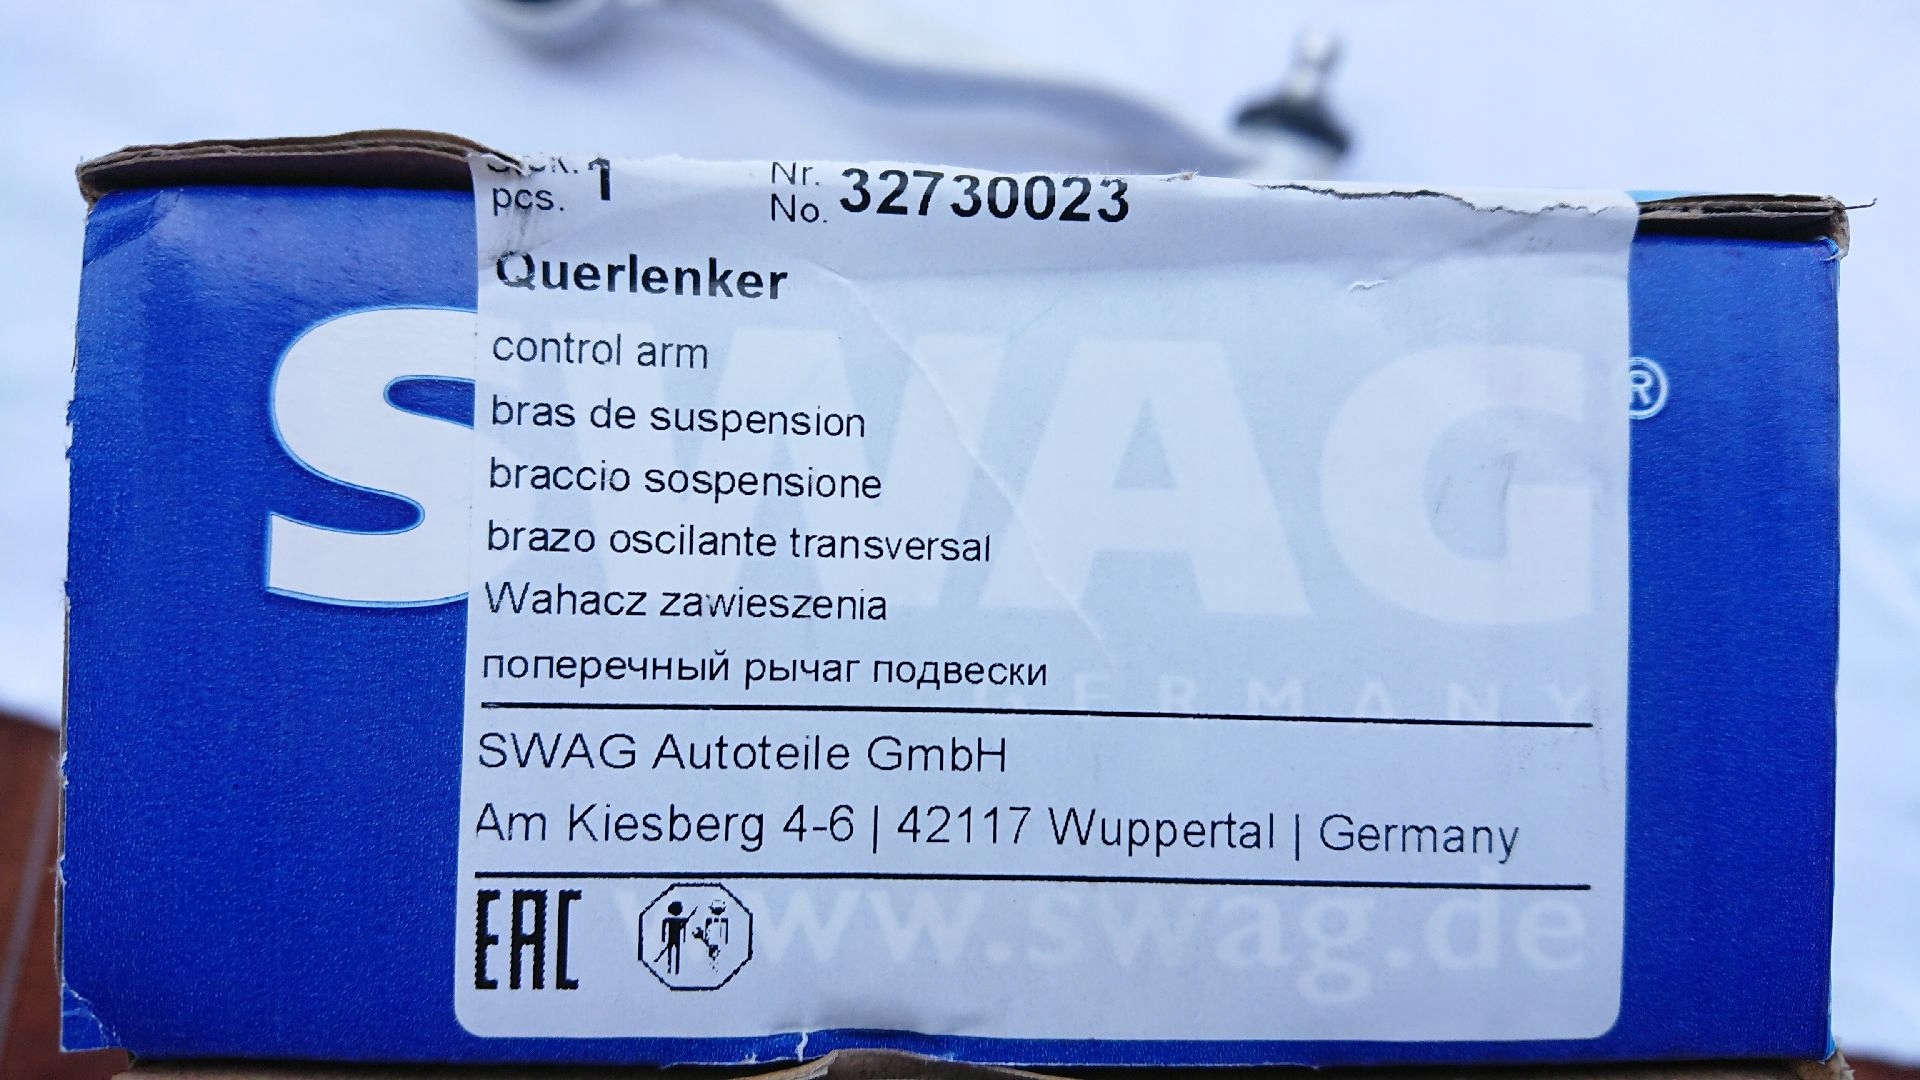 pcs. 1 Nr.
No. 32730023
Querlenker
control arm
bras de suspension
braccio sospensione
brazo oscilante transversal
Wahacz zawieszenia
поперечный рычаг подвески
SWAG Autoteile GmbH
Am Kiesberg 4-6 | 42117 Wuppertal | Germany
EAC
SWAG®
GERMANY
www.swag.de